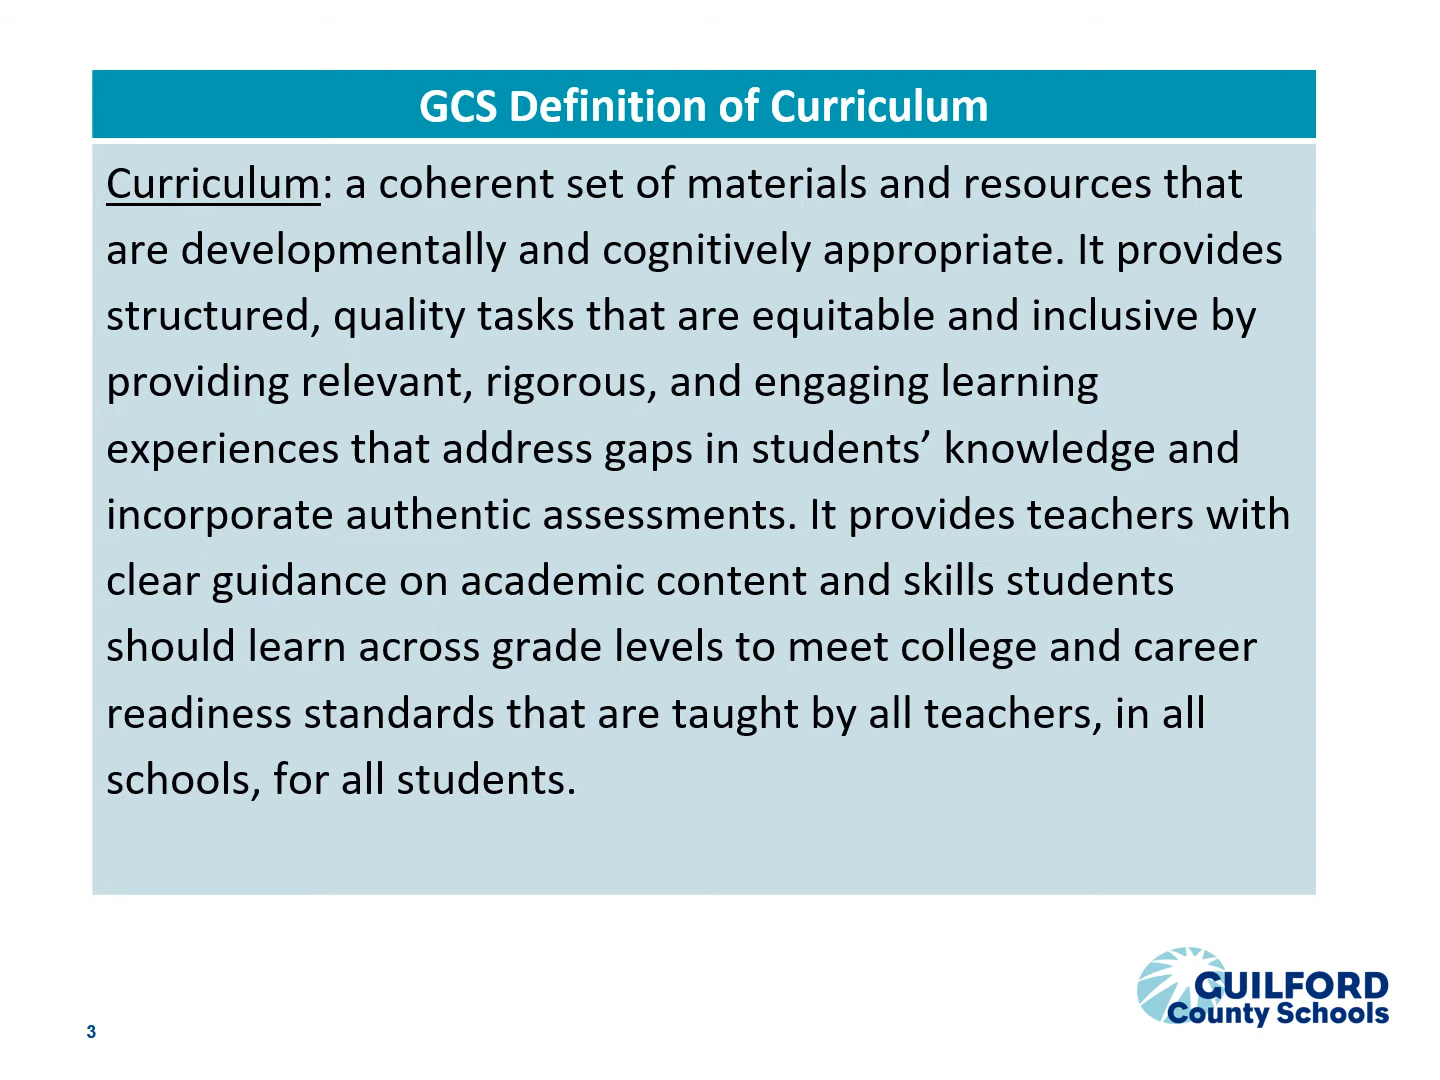 GCS Definition of Curriculum
Curriculum: a coherent set of materials and resources that
are developmentally and cognitively appropriate. It provides
structured, quality tasks that are equitable and inclusive by
providing relevant, rigorous, and engaging learning
experiences that address gaps in students’ knowledge and
incorporate authentic assessments. It provides teachers with
clear guidance on academic content and skills students
should learn across grade levels to meet college and career
readiness standards that are taught by all teachers, in all
schools, for all students.
GUILFORD
County Schools
3